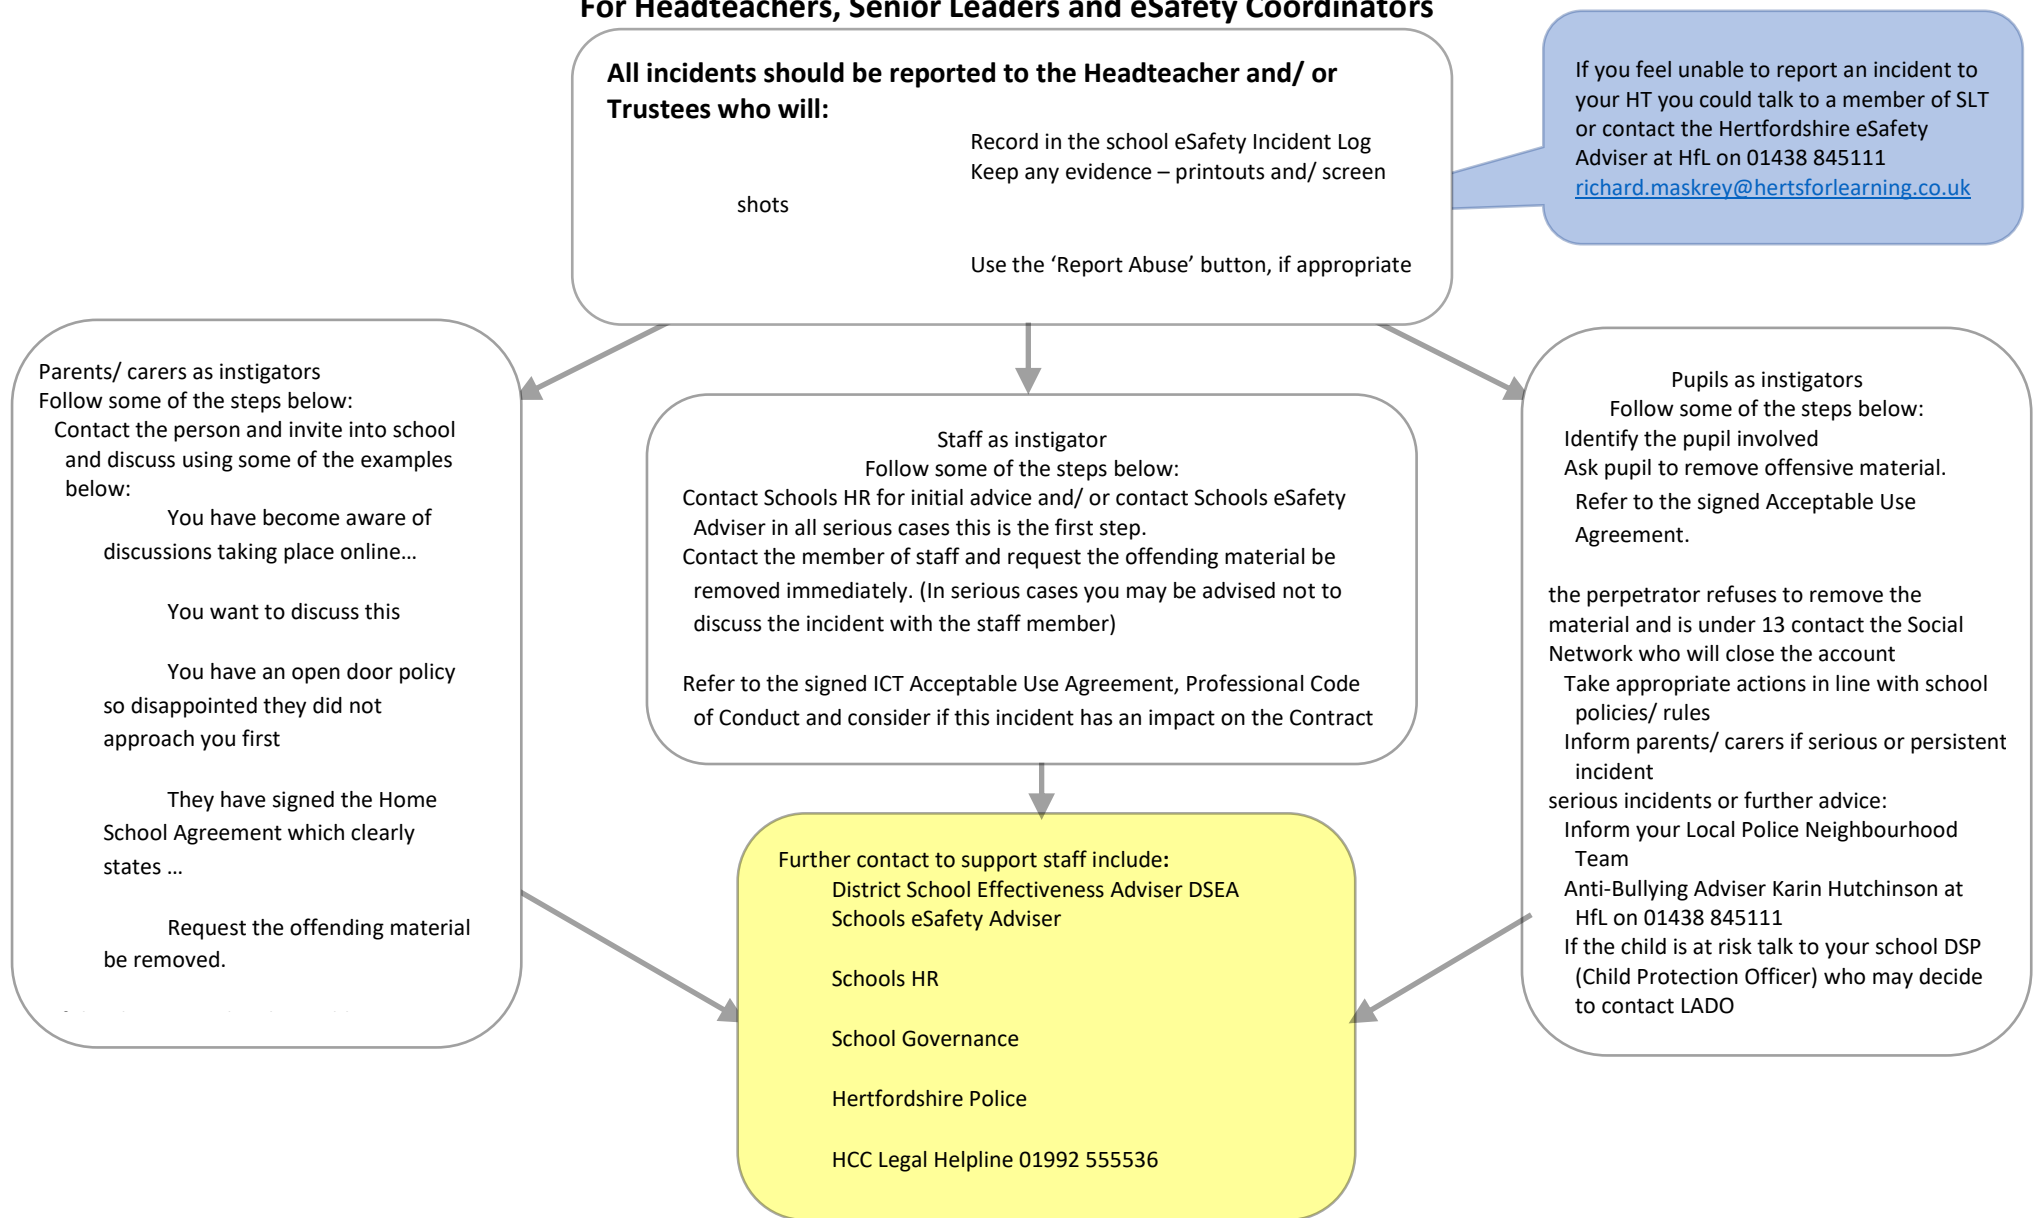 For Headteachers, Senior Leaders and eSafety Coordinators
All incidents should be reported to the Headteacher and/ or
Trustees who will:
Record in the school eSafety Incident Log
Keep any evidence – printouts and/ screen
shots
Use the ‘Report Abuse’ button, if appropriate
If you feel unable to report an incident to
your HT you could talk to a member of SLT
or contact the Hertfordshire eSafety
Adviser at HfL on 01438 845111
richard.maskrey@hertsforlearning.co.uk
Parents/ carers as instigators
Follow some of the steps below:
Contact the person and invite into school
and discuss using some of the examples
below:
You have become aware of
discussions taking place online…
You want to discuss this
You have an open door policy
so disappointed they did not
approach you first
They have signed the Home
School Agreement which clearly
states …
Request the offending material
be removed.
Staff as instigator
Follow some of the steps below:
Contact Schools HR for initial advice and/ or contact Schools eSafety
Adviser in all serious cases this is the first step.
Contact the member of staff and request the offending material be
removed immediately. (In serious cases you may be advised not to
discuss the incident with the staff member)
Refer to the signed ICT Acceptable Use Agreement, Professional Code
of Conduct and consider if this incident has an impact on the Contract
Pupils as instigators
Follow some of the steps below:
Identify the pupil involved
Ask pupil to remove offensive material.
Refer to the signed Acceptable Use
Agreement.
the perpetrator refuses to remove the
material and is under 13 contact the Social
Network who will close the account
Take appropriate actions in line with school
policies/ rules
Inform parents/ carers if serious or persistent
incident
serious incidents or further advice:
Inform your Local Police Neighbourhood
Team
Anti-Bullying Adviser Karin Hutchinson at
HfL on 01438 845111
If the child is at risk talk to your school DSP
(Child Protection Officer) who may decide
to contact LADO
Further contact to support staff include:
District School Effectiveness Adviser DSEA
Schools eSafety Adviser
Schools HR
School Governance
Hertfordshire Police
HCC Legal Helpline 01992 555536